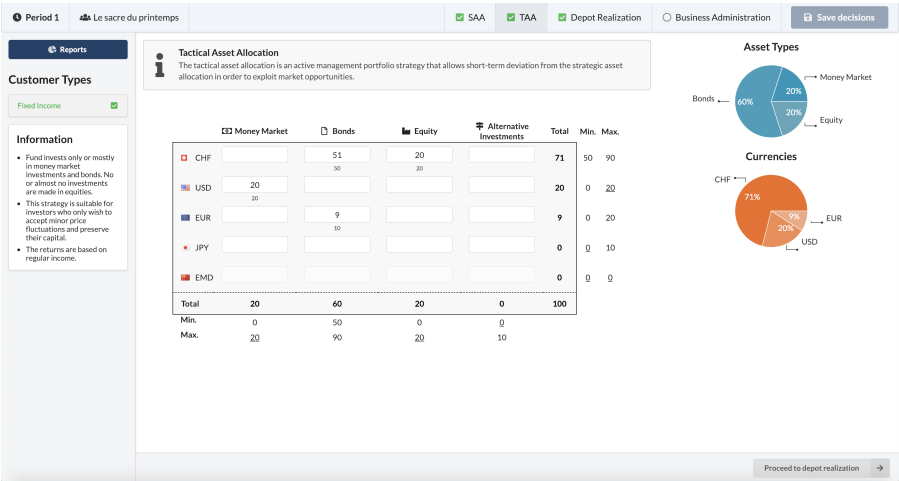 Period 1
Le sacre du printemps
SAA
TAA
Depot Realization
Business Administration
Save decisions
Reports
Customer Types
Fixed Income
Information
Fund invests only or mostly
in money market
investments and bonds. No
or almost no investments
are made in equities.
This strategy is suitable for
investors who only wish to
accept minor price
fluctuations and preserve
their capital.
The returns are based on
regular income.
Tactical Asset Allocation
The tactical asset allocation is an active management portfolio strategy that allows short-term deviation from the strategic asset
allocation in order to exploit market opportunities.
Money Market Bonds Equity Alternative Investments Total Min. Max.
CHF 51 20 71 50 90
50 20
USD 20 20 0 20
20
EUR 9 9 0 20
10
JPY 0 0 10
EMD 0 0 0
Total 20 60 20 0 100
Min. 0 50 0 0
Max. 20 90 20 10
Asset Types
Money Market
20%
Bonds
60%
20%
Equity
Currencies
CHF
71%
9%
EUR
20%
USD
Proceed to depot realization